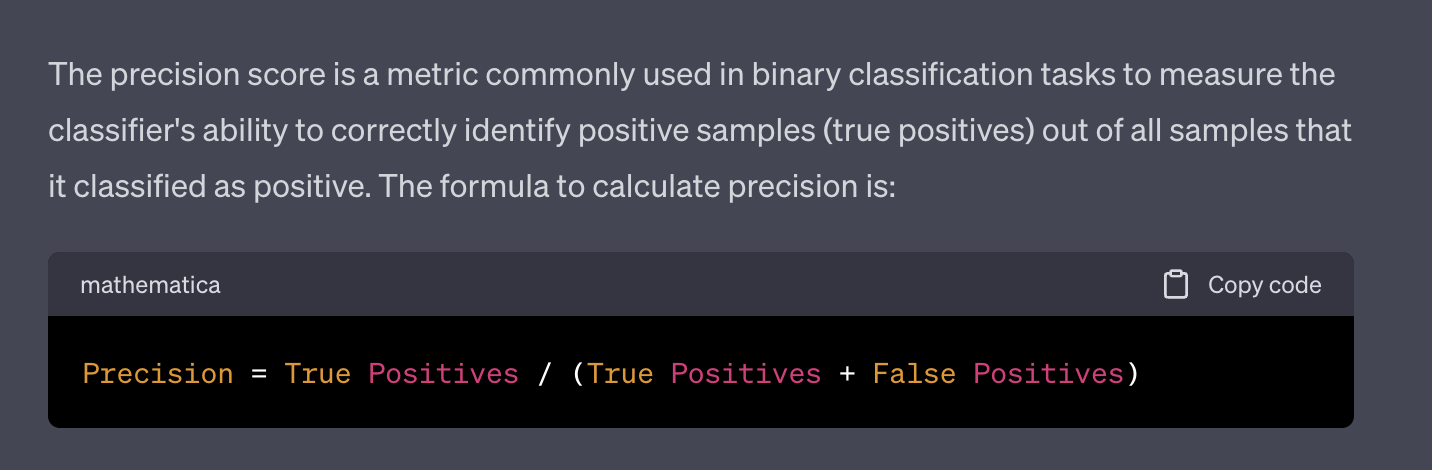 The precision score is a metric commonly used in binary classification tasks to measure the
classifier's ability to correctly identify positive samples (true positives) out of all samples that
it classified as positive. The formula to calculate precision is:
mathematica
Copy code
Precision = True Positives / (True Positives + False Positives)